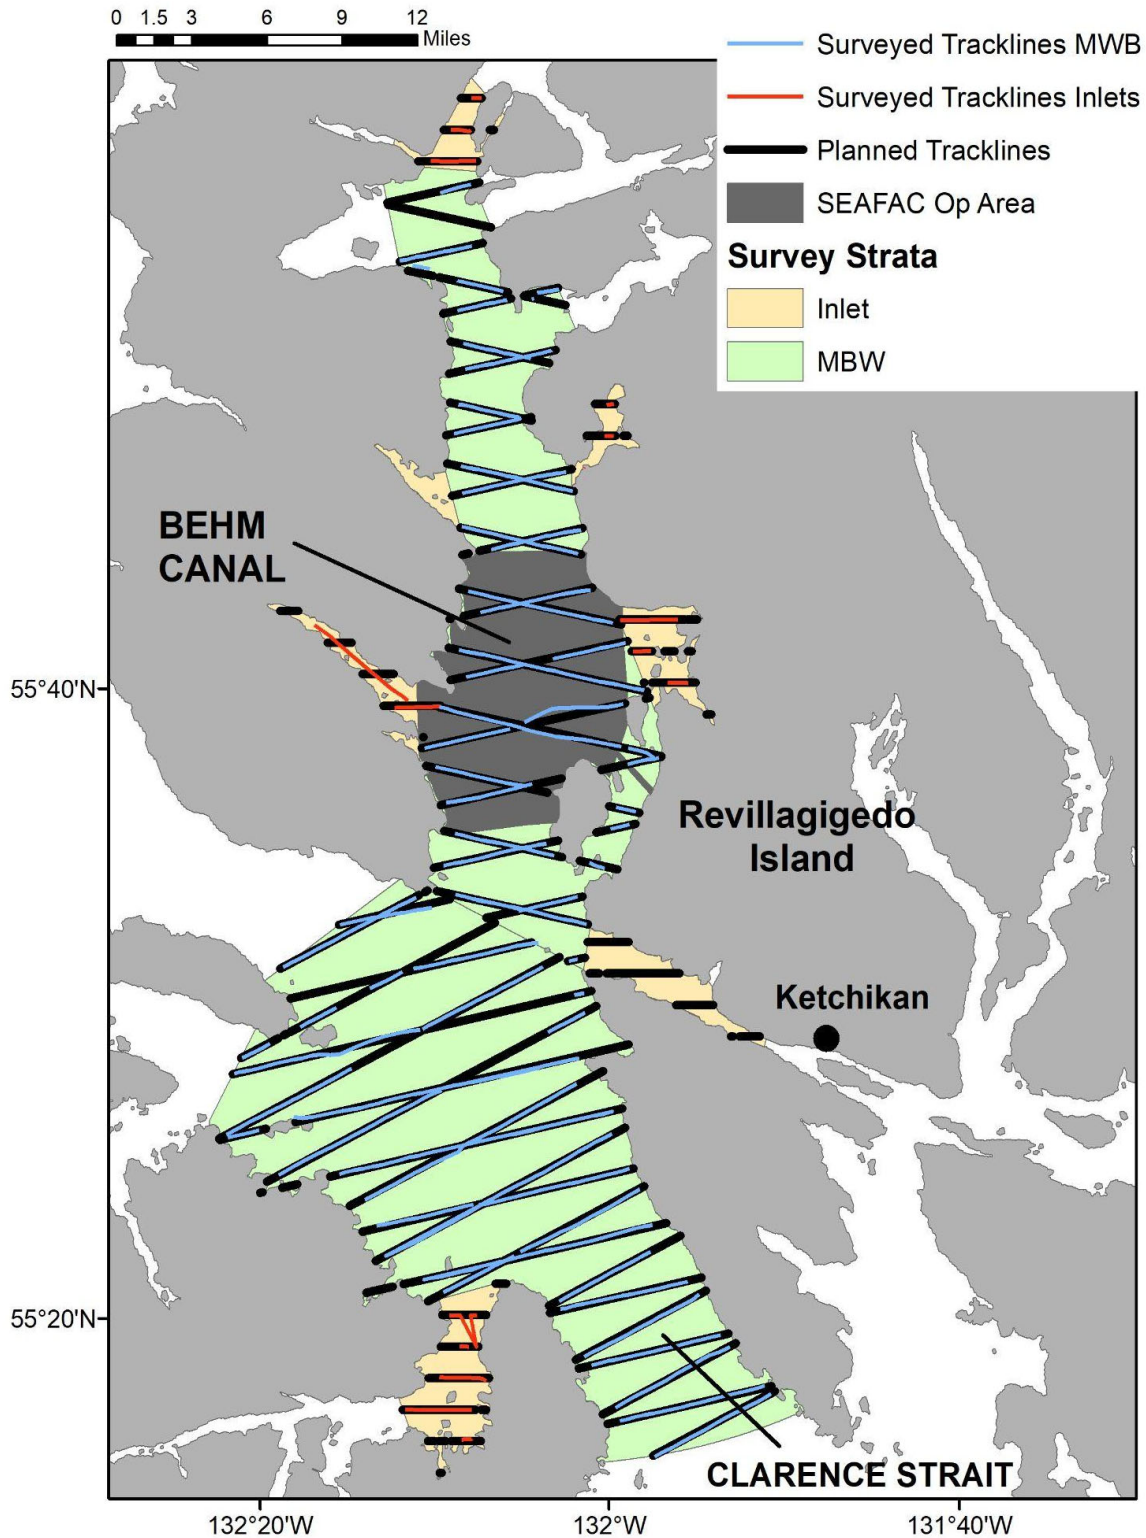 0 1.5 3 6 9 12
Miles
Surveyed Tracklines MWB
Surveyed Tracklines Inlets
Planned Tracklines
SEAFAC Op Area
Survey Strata
Inlet
MBW
BEHM
CANAL
55°40'N
Revillagigedo
Island
Ketchikan
55°20'N
CLARENCE STRAIT
132°20'W 132°W 131°40'W